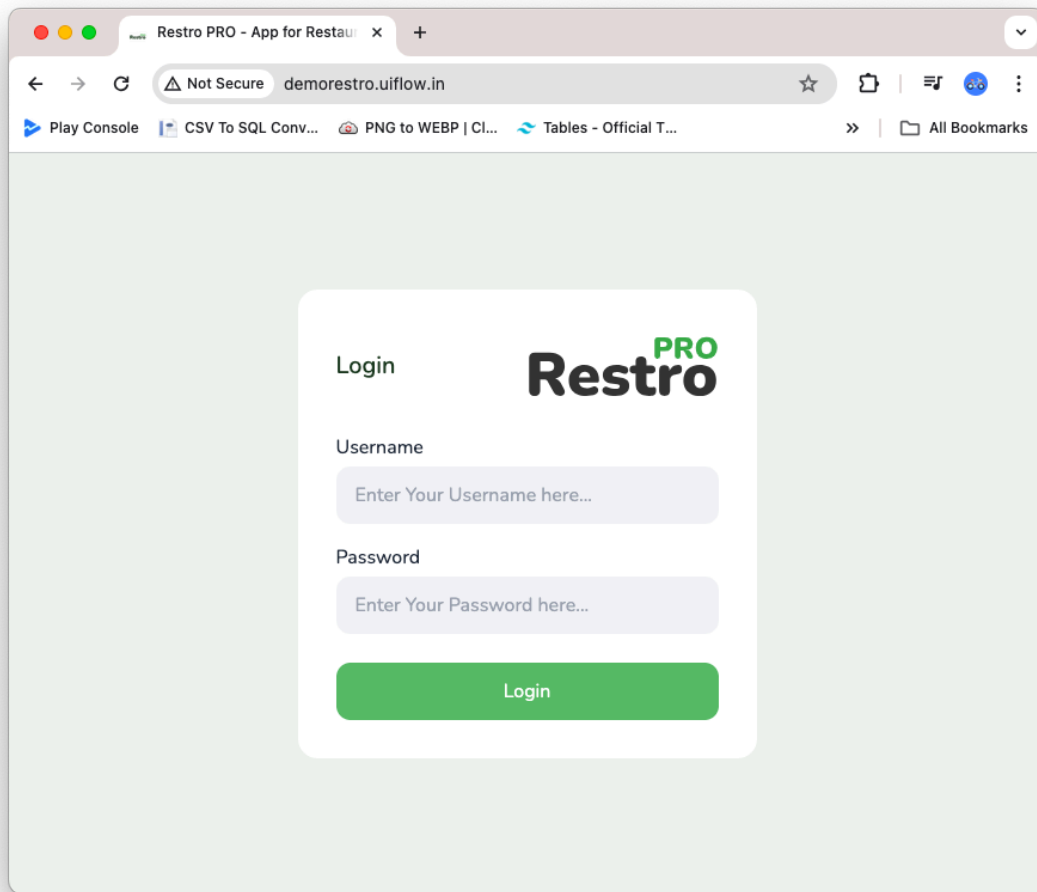 Restro PRO - App for Restaur
Not Secure demorestro.uiflow.in
Play Console CSV To SQL Conv... PNG to WEBP | Cl... Tables - Official T... All Bookmarks
Login
PRO
Restro
Username
Enter Your Username here...
Password
Enter Your Password here...
Login